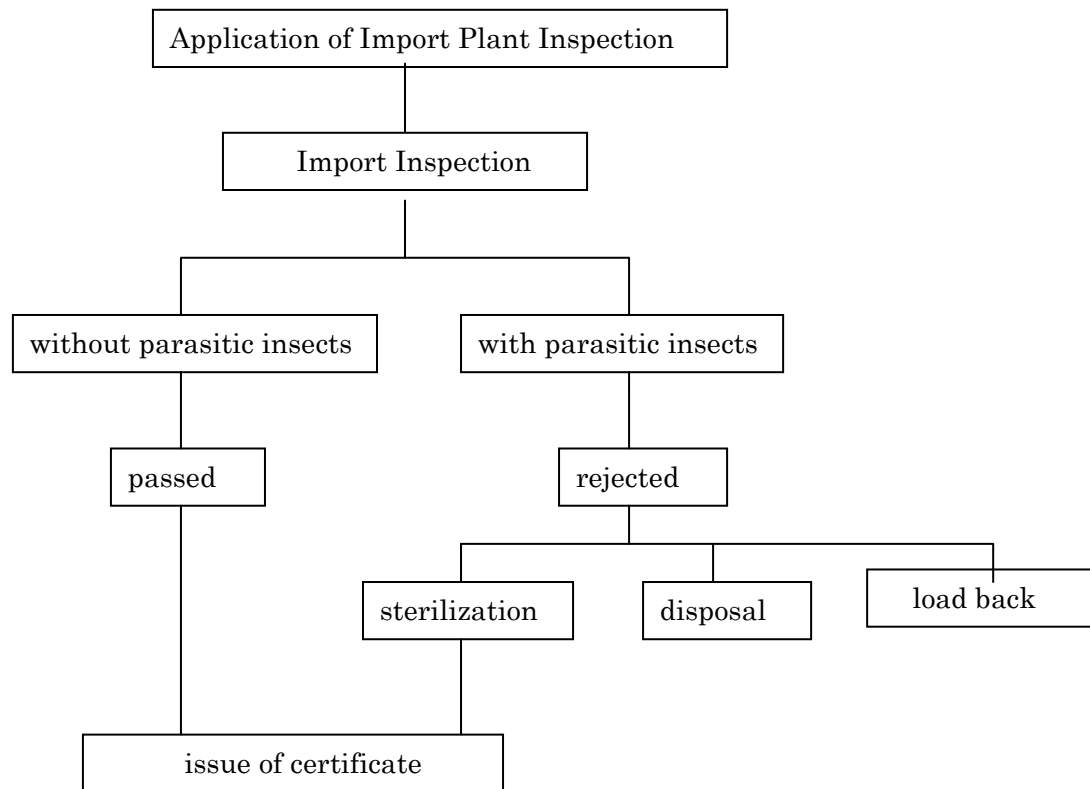 Application of Import Plant Inspection
Import Inspection
without parasitic insects
with parasitic insects
passed
rejected
sterilization
disposal
load back
issue of certificate